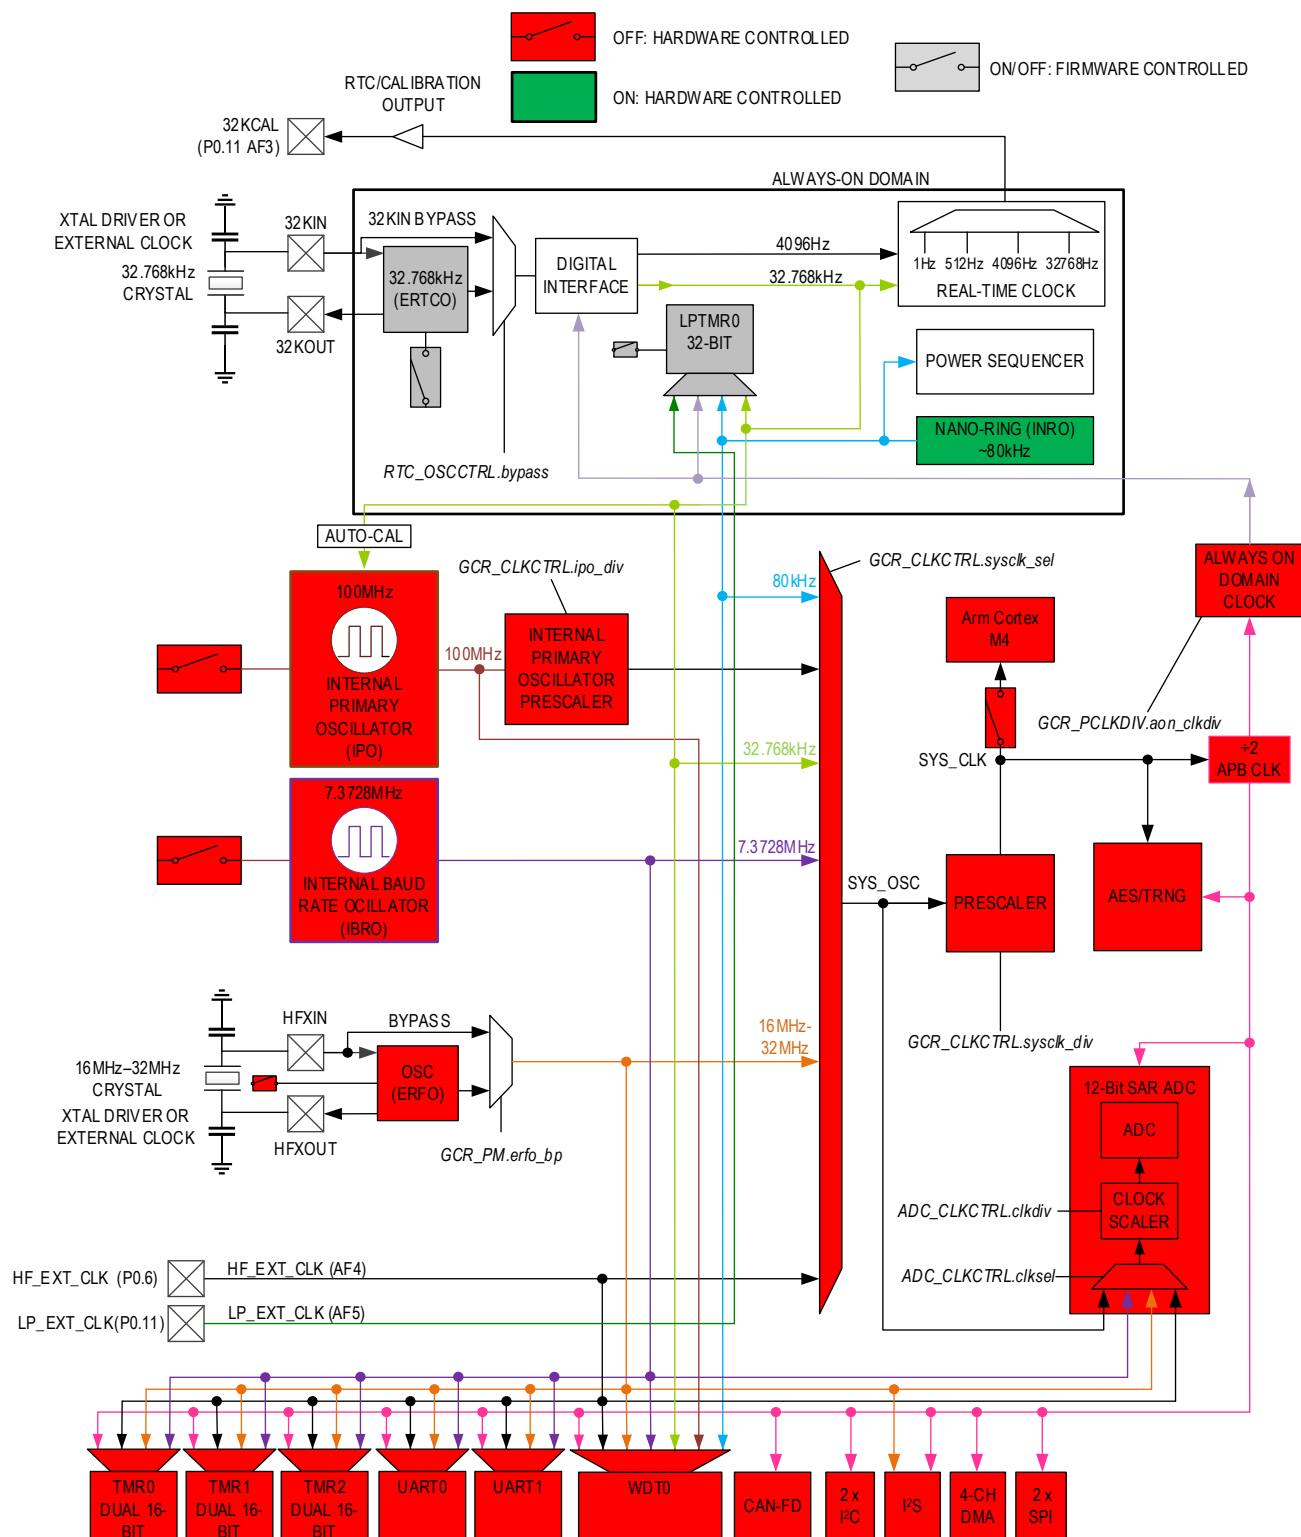 OFF: HARDWARE CONTROLLED
ON: HARDWARE CONTROLLED
ON/OFF: FIRMWARE CONTROLLED
RTC/CALIBRATION
OUTPUT
32KCAL
(P0.11 AF3)
ALWAYS-ON DOMAIN
XTAL DRIVER OR
EXTERNAL CLOCK
32.768kHz
CRYSTAL
32KIN
32KOUT
32KIN BYPASS
32.768kHz
(ERTCO)
DIGITAL
INTERFACE
4096Hz
32.768kHz
1Hz
512Hz
4096Hz
32768Hz
REAL-TIME CLOCK
LPTMR0
32-BIT
POWER SEQUENCER
NANO-RING (INRO)
~80kHz
RTC_OSCCTRL.bypass
AUTO-CAL
100MHz
INTERNAL
PRIMARY
OSCILLATOR
(IPO)
GCR_CLKCTRL.ipo_div
100MHz
INTERNAL
PRIMARY
OSCILLATOR
PRESCALER
80kHz
GCR_CLKCTRL.sysclk_sel
Arm Cortex
M4
ALWAYS ON
DOMAIN
CLOCK
GCR_PCLKDIV.aon_clkdiv
32.768kHz
SYS_CLK
÷2
APB CLK
7.3728MHz
INTERNAL BAUD
RATE OCILLATOR
(IBRO)
7.3728MHz
SYS_OSC
PRESCALER
AES/TRNG
GCR_CLKCTRL.sysclk_div
HFXIN
BYPASS
16MHz–32MHz
CRYSTAL
XTAL DRIVER OR
EXTERNAL CLOCK
OSC
(ERFO)
HFXOUT
GCR_PM.erfo_bp
16MHz-
32MHz
12-Bit SAR ADC
ADC
CLOCK
SCALER
ADC_CLKCTRL.clkdiv
ADC_CLKCTRL.clksel
HF_EXT_CLK (P0.6)
HF_EXT_CLK (AF4)
LP_EXT_CLK(P0.11)
LP_EXT_CLK (AF5)
TMR0
DUAL 16-
BIT
TMR1
DUAL 16-
BIT
TMR2
DUAL 16-
BIT
UART0
UART1
WDT0
CAN-FD
2 x
I²C
I²S
4-CH
DMA
2 x
SPI